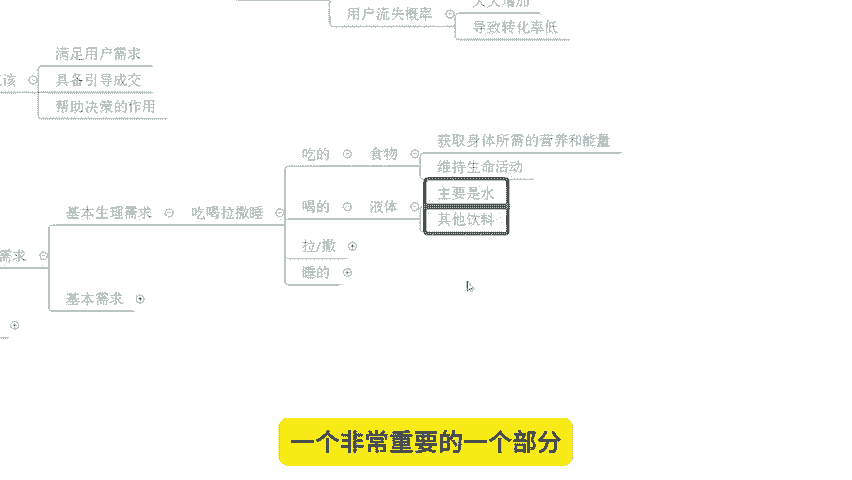 大大增加
用户流失概率
导致转化率低
满足用户需求
该
具备引导成交
帮助决策的作用
获取身体所需的营养和能量
吃的
食物
维持生命活动
主要是水
基本生理需求
吃喝拉撒睡
喝的
液体
其他饮料
拉/撒
需求
睡的
基本需求
一个非常重要的一个部分